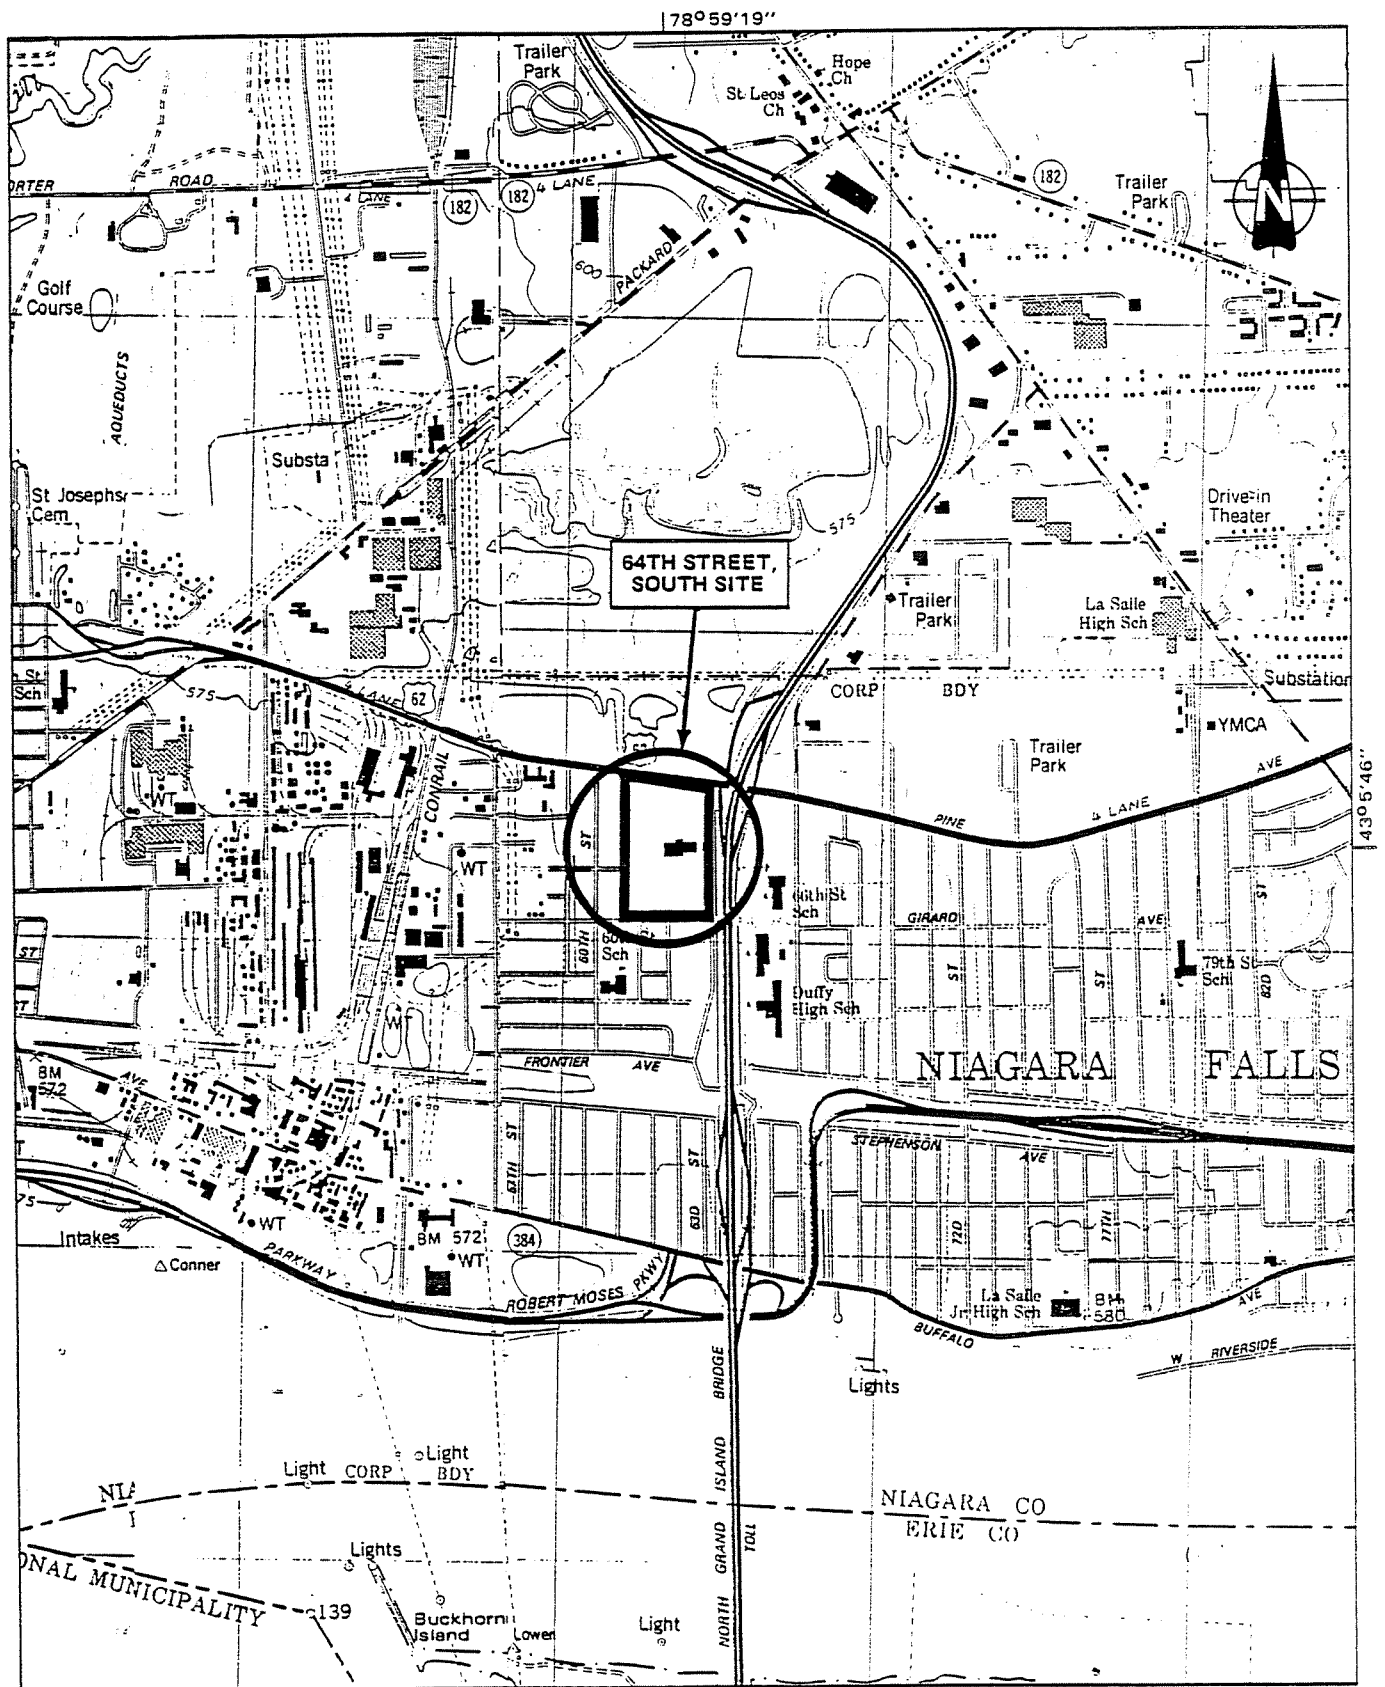 78°59'19"
Trailer
Park
Hope
Ch
St. Leos
Ch
ORTER ROAD
4 LANE
4 LANE
182
182
182
Trailer
Park
N
PACKARD
600
Golf
Course
AQUEDUCTS
Substa
St Josephs
Cem
575
Drive-in
Theater
64TH STREET,
SOUTH SITE
Trailer
Park
La Salle
High Sch
h St
Sch
575
LANE
62
CORP BDY
Substation
YMCA
Trailer
Park
AVE
4 LANE
PINE
43°5'46"
WT
CONRAIL
ST
WT
66th St
Sch
GIRARD AVE
ST
ST
60TH
Sch
ST
ST
79th St
Sch
82D
Duffy
High Sch
WT
FRONTIER AVE
NIAGARA FALLS
BM
572
AVE
STEPHENSON AVE
ST
ST
63D
72D
77TH
Intakes
WT
BM 572
WT
384
Conner
PARKWAY
ROBERT MOSES PKWY
La Salle
Jr High Sch
BM
580
AVE
BUFFALO
W RIVERSIDE
Lights
NORTH GRAND ISLAND BRIDGE
TOLL
Light
Light
CORP BDY
NIAGARA CO
ERIE CO
Lights
ONAL MUNICIPALITY
139
Buckhorn
Island
Lower
Light